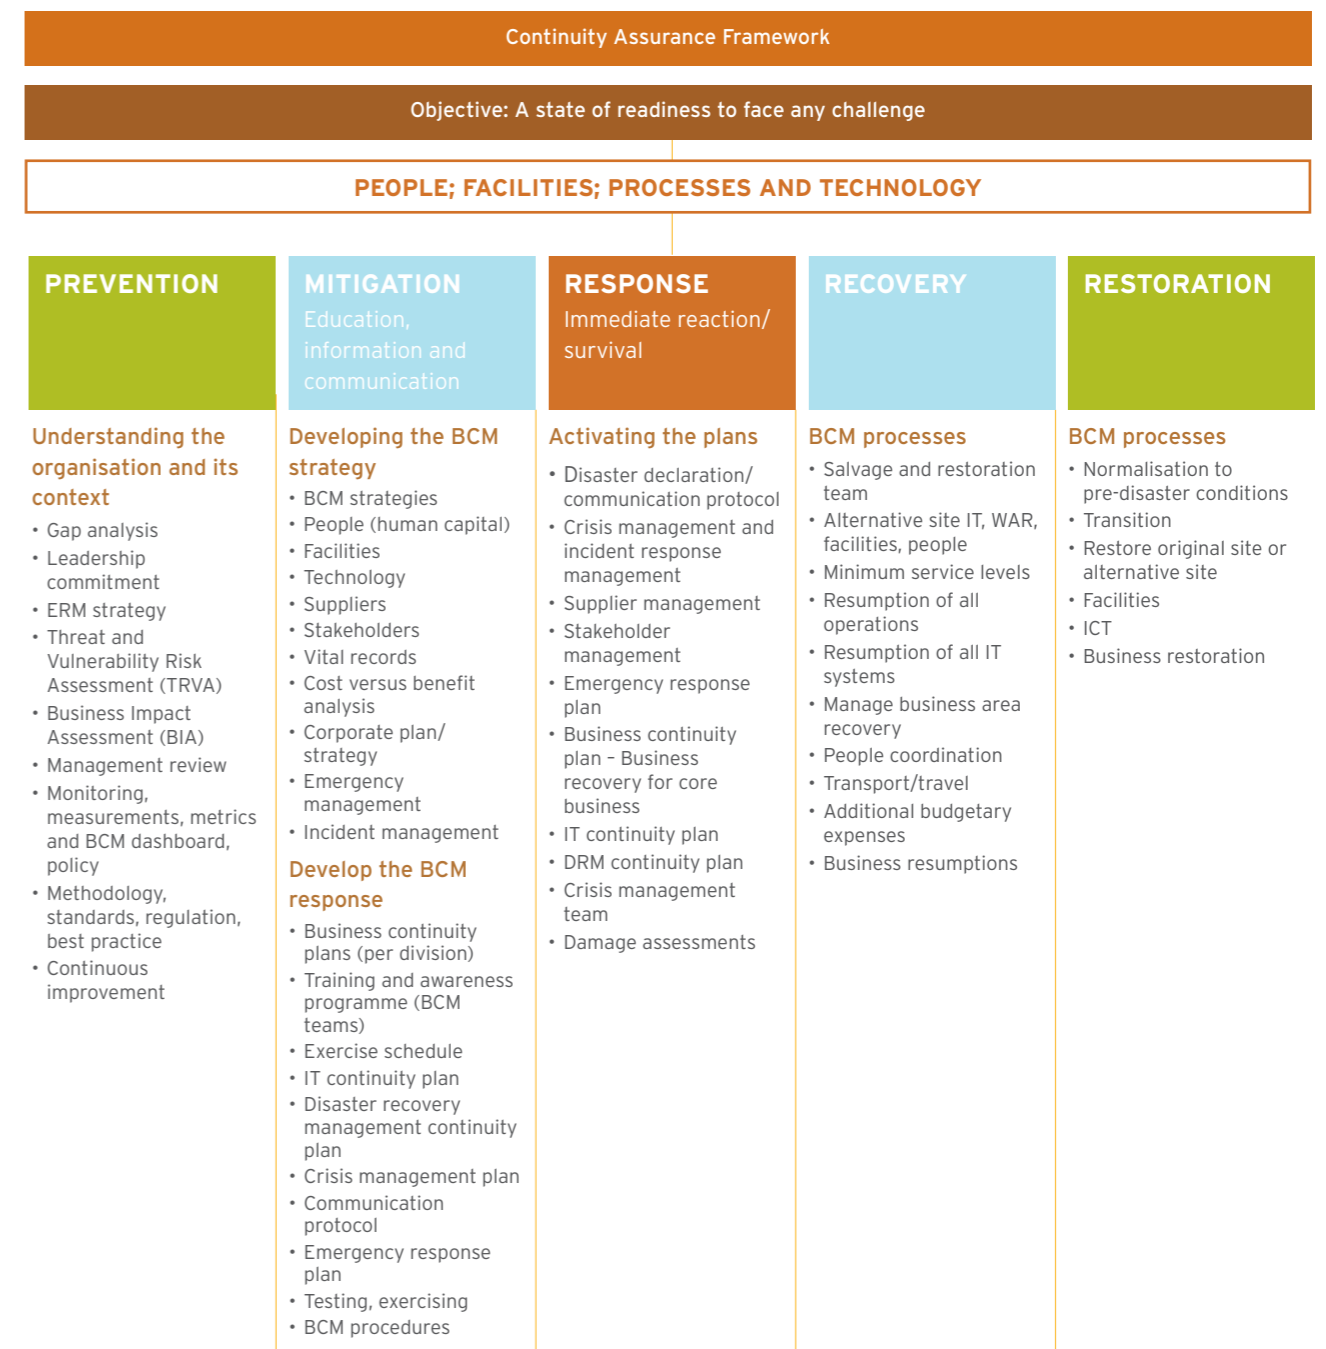 Continuity Assurance Framework
Objective: A state of readiness to face any challenge
PEOPLE; FACILITIES; PROCESSES AND TECHNOLOGY
PREVENTION
Understanding the
organisation and its
context
• Gap analysis
• Leadership
commitment
• ERM strategy
• Threat and
Vulnerability Risk
Assessment (TRVA)
• Business Impact
Assessment (BIA)
• Management review
• Monitoring,
measurements, metrics
and BCM dashboard,
policy
• Methodology,
standards, regulation,
best practice
• Continuous
improvement
MITIGATION
Education,
information and
communication
Developing the BCM
strategy
• BCM strategies
• People (human capital)
• Facilities
• Technology
• Suppliers
• Stakeholders
• Vital records
• Cost versus benefit
analysis
• Corporate plan/
strategy
• Emergency
management
• Incident management
Develop the BCM
response
• Business continuity
plans (per division)
• Training and awareness
programme (BCM
teams)
• Exercise schedule
• IT continuity plan
• Disaster recovery
management continuity
plan
• Crisis management plan
• Communication
protocol
• Emergency response
plan
• Testing, exercising
• BCM procedures
RESPONSE
Immediate reaction/
survival
Activating the plans
• Disaster declaration/
communication protocol
• Crisis management and
incident response
management
• Supplier management
• Stakeholder
management
• Emergency response
plan
• Business continuity
plan – Business
recovery for core
business
• IT continuity plan
• DRM continuity plan
• Crisis management
team
• Damage assessments
RECOVERY
BCM processes
• Salvage and restoration
team
• Alternative site IT, WAR,
facilities, people
• Minimum service levels
• Resumption of all
operations
• Resumption of all IT
systems
• Manage business area
recovery
• People coordination
• Transport/travel
• Additional budgetary
expenses
• Business resumptions
RESTORATION
BCM processes
• Normalisation to
pre-disaster conditions
• Transition
• Restore original site or
alternative site
• Facilities
• ICT
• Business restoration